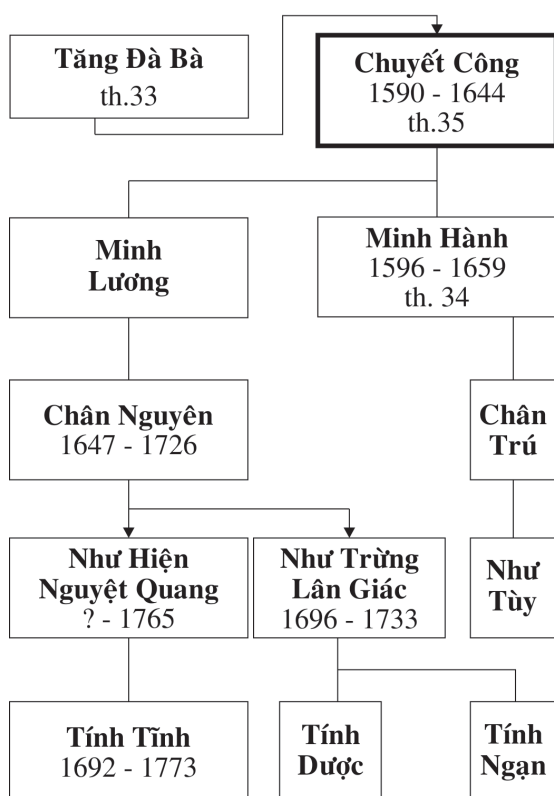 Tăng Đà Bà
th.33
Chuyết Công
1590 - 1644
th.35
Minh
Lương
Minh Hành
1596 - 1659
th. 34
Chân Nguyên
1647 - 1726
Chân
Trú
Như Hiện
Nguyệt Quang
? - 1765
Như Trừng
Lân Giác
1696 - 1733
Như
Tùy
Tính Tĩnh
1692 - 1773
Tính
Dược
Tính
Ngạn